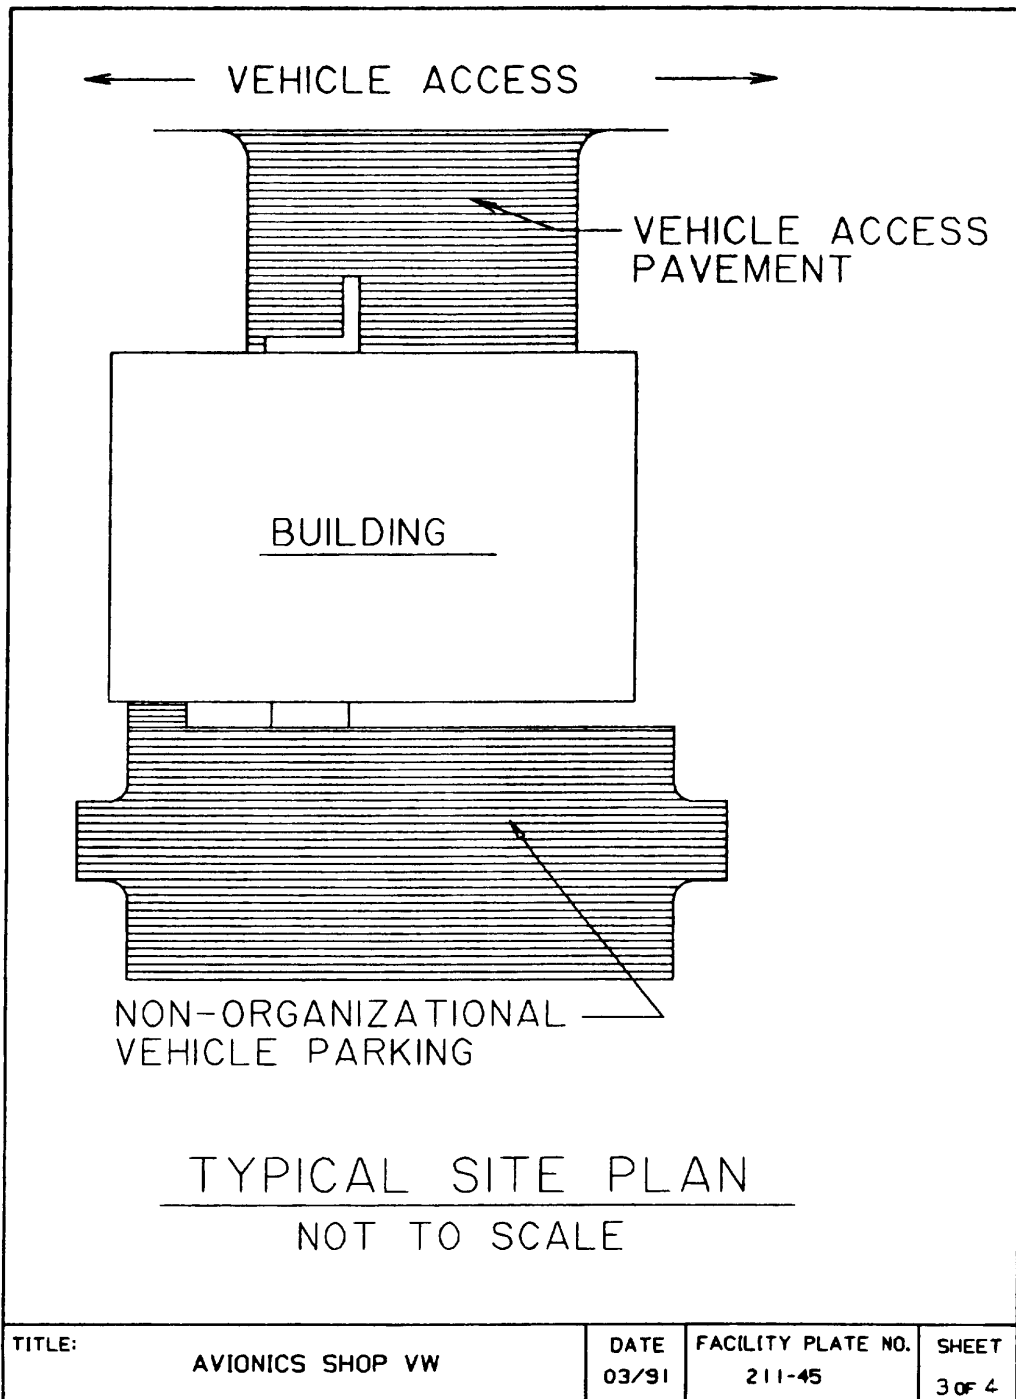 VEHICLE ACCESS
VEHICLE ACCESS
PAVEMENT
BUILDING
NON-ORGANIZATIONAL
VEHICLE PARKING
TYPICAL SITE PLAN
NOT TO SCALE
TITLE:
AVIONICS SHOP VW
DATE
03/91
FACILITY PLATE NO.
211-45
SHEET
3 OF 4